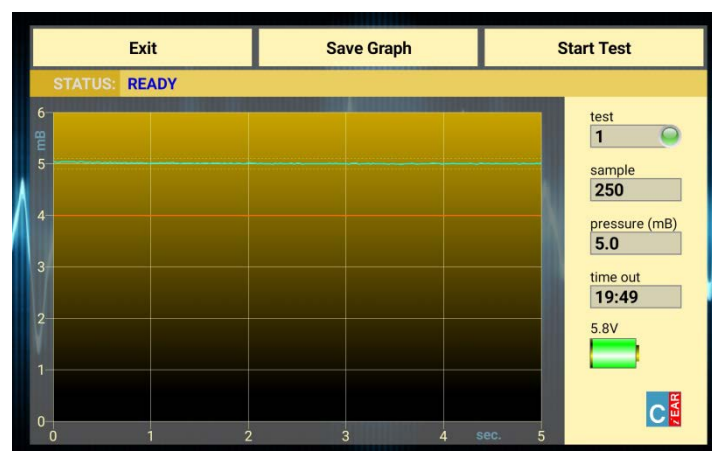 Exit
Save Graph
Start Test
STATUS: READY
6
mB
5
4
3
2
1
0
0 1 2 3 4 sec. 5
test
1
sample
250
pressure (mB)
5.0
time out
19:49
5.8V
C
EAR